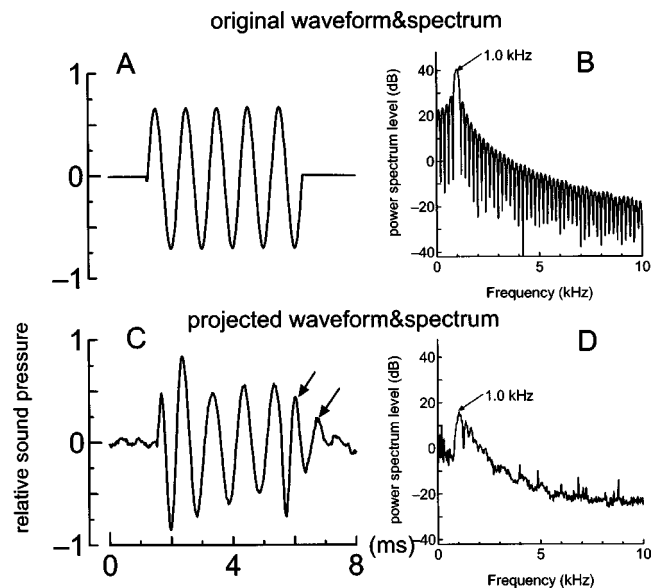 original waveform&spectrum
A
1
0
−1
B
1.0 kHz
power spectrum level (dB)
40
20
0
−20
−40
0
5
10
Frequency (kHz)
projected waveform&spectrum
C
relative sound pressure
1
0
−1
0
4
8
(ms)
D
1.0 kHz
power spectrum level (dB)
40
20
0
−20
−40
0
5
10
Frequency (kHz)